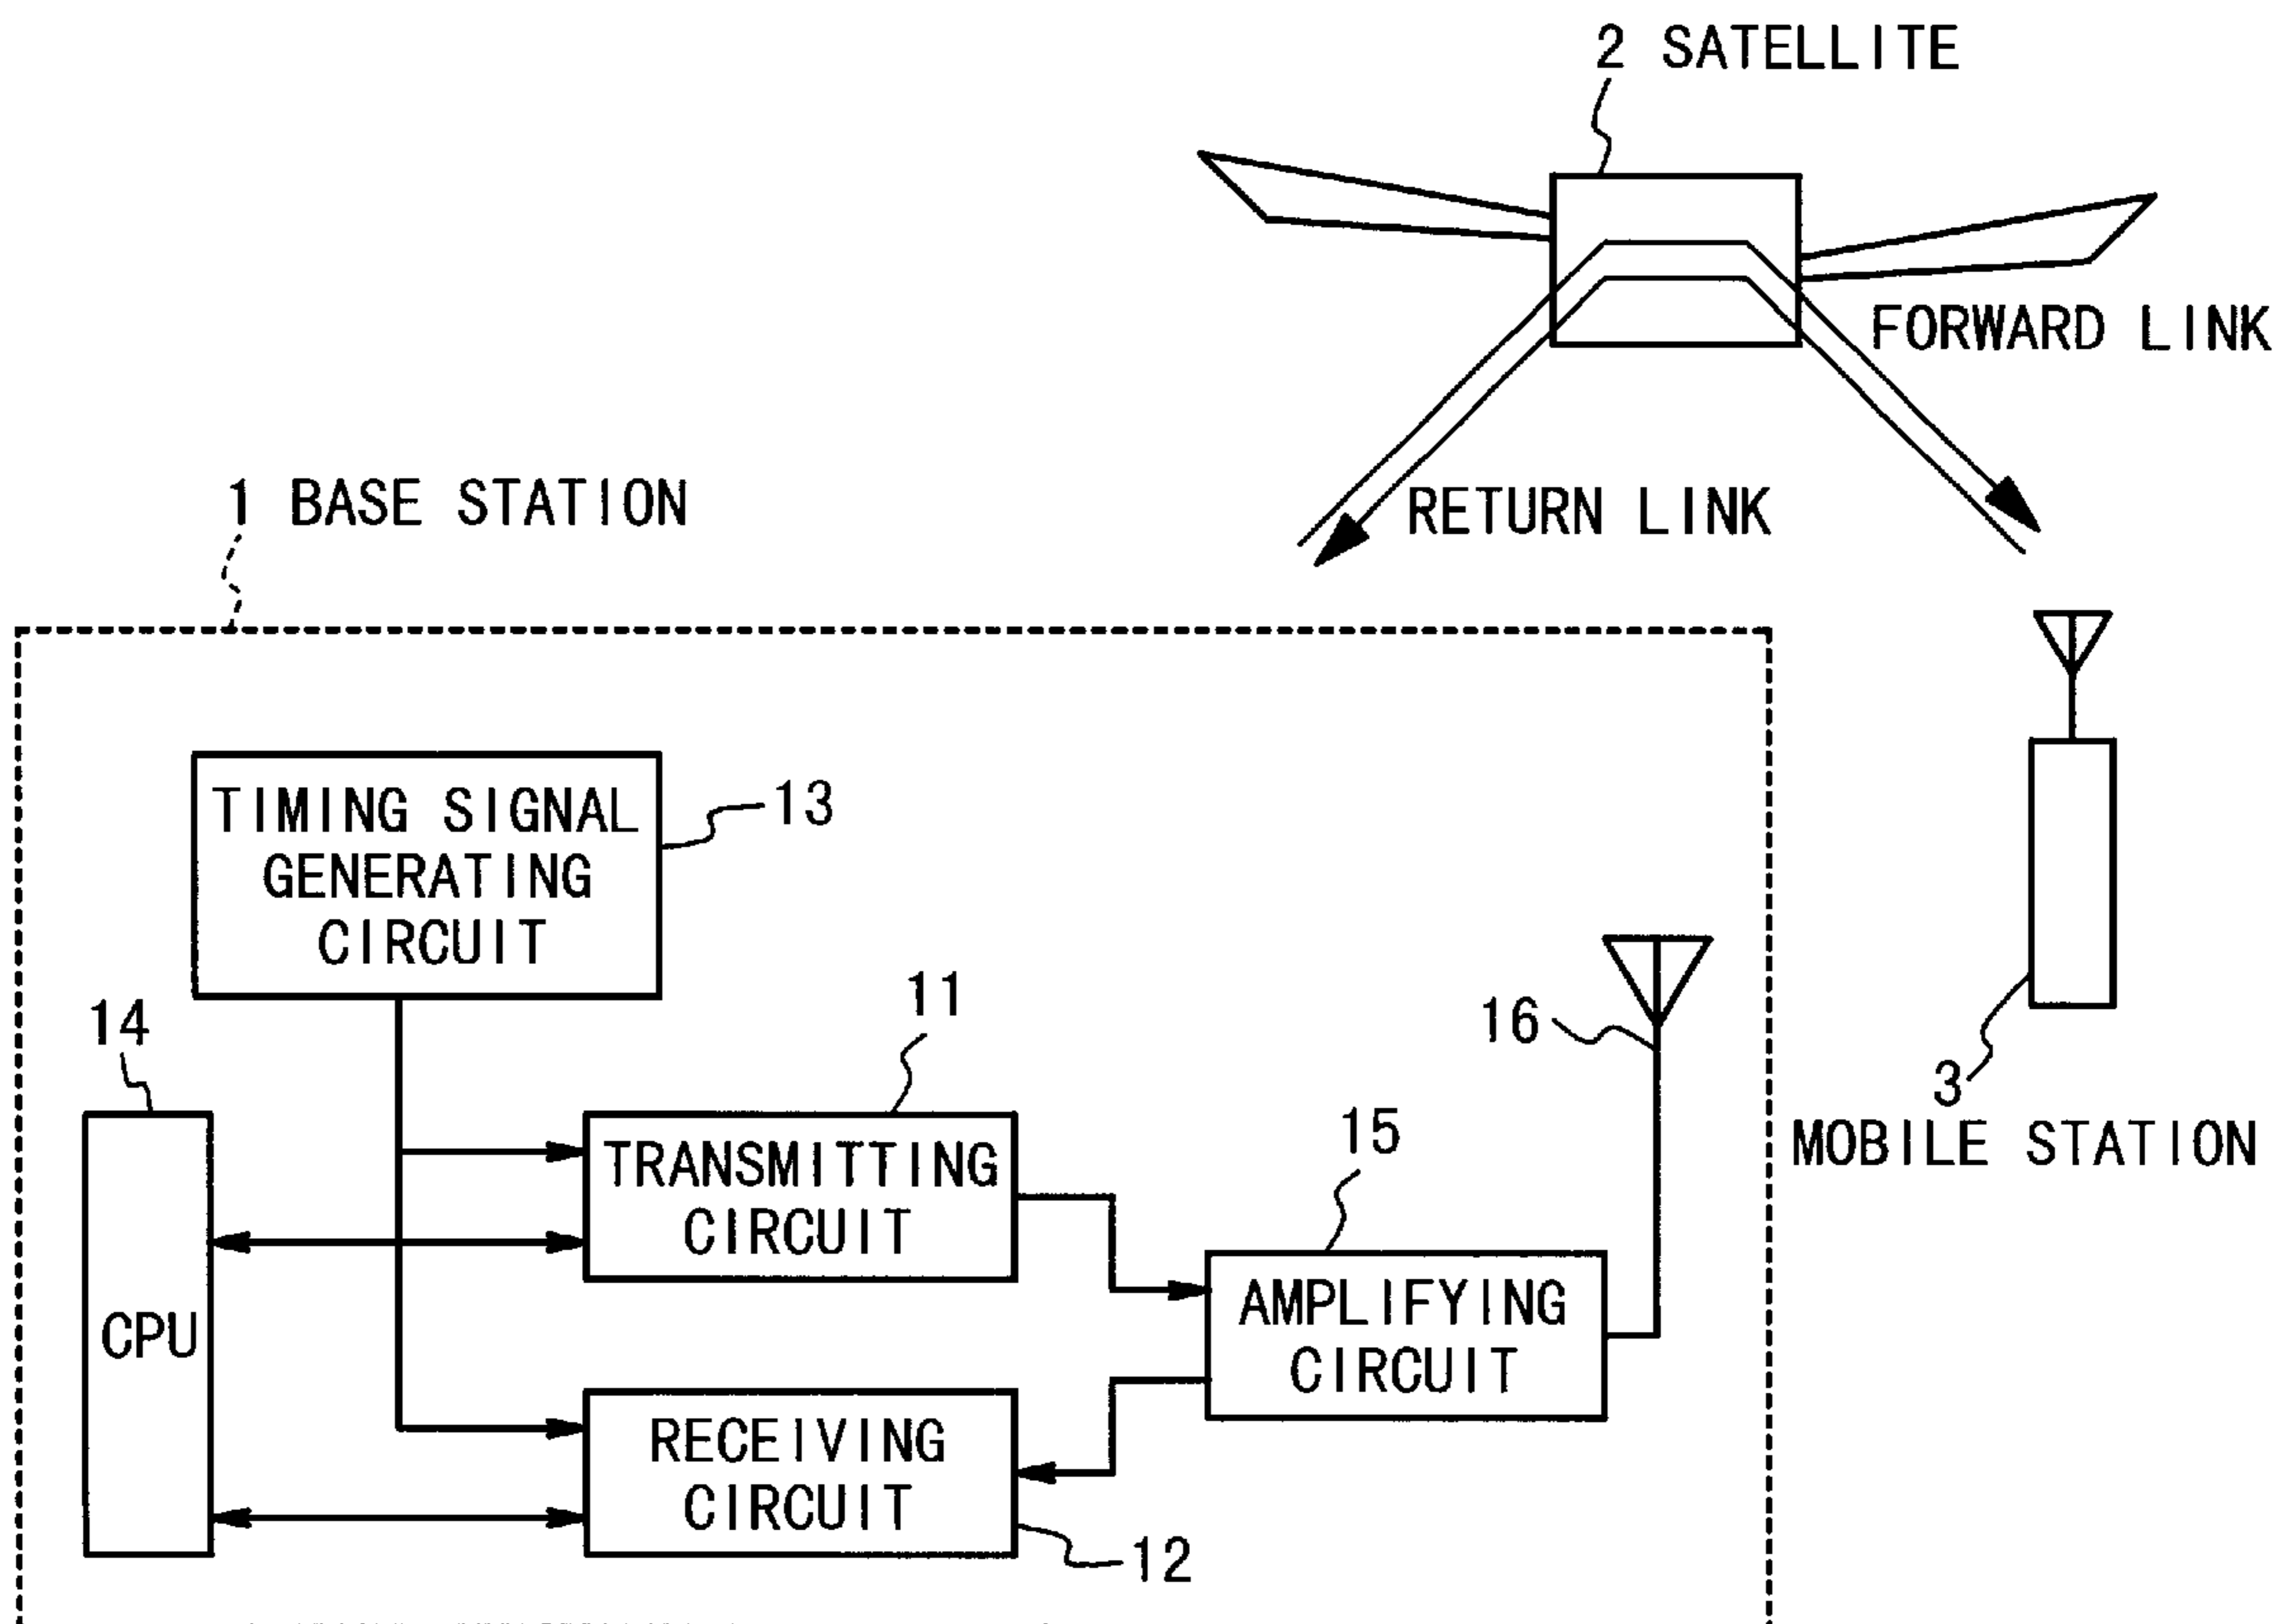 2 SATELLITE
FORWARD LINK
RETURN LINK
1 BASE STATION
13
TIMING SIGNAL
GENERATING
CIRCUIT
14
11
16
3
MOBILE STATION
TRANSMITTING
CIRCUIT
15
CPU
AMPLIFYING
CIRCUIT
RECEIVING
CIRCUIT
12